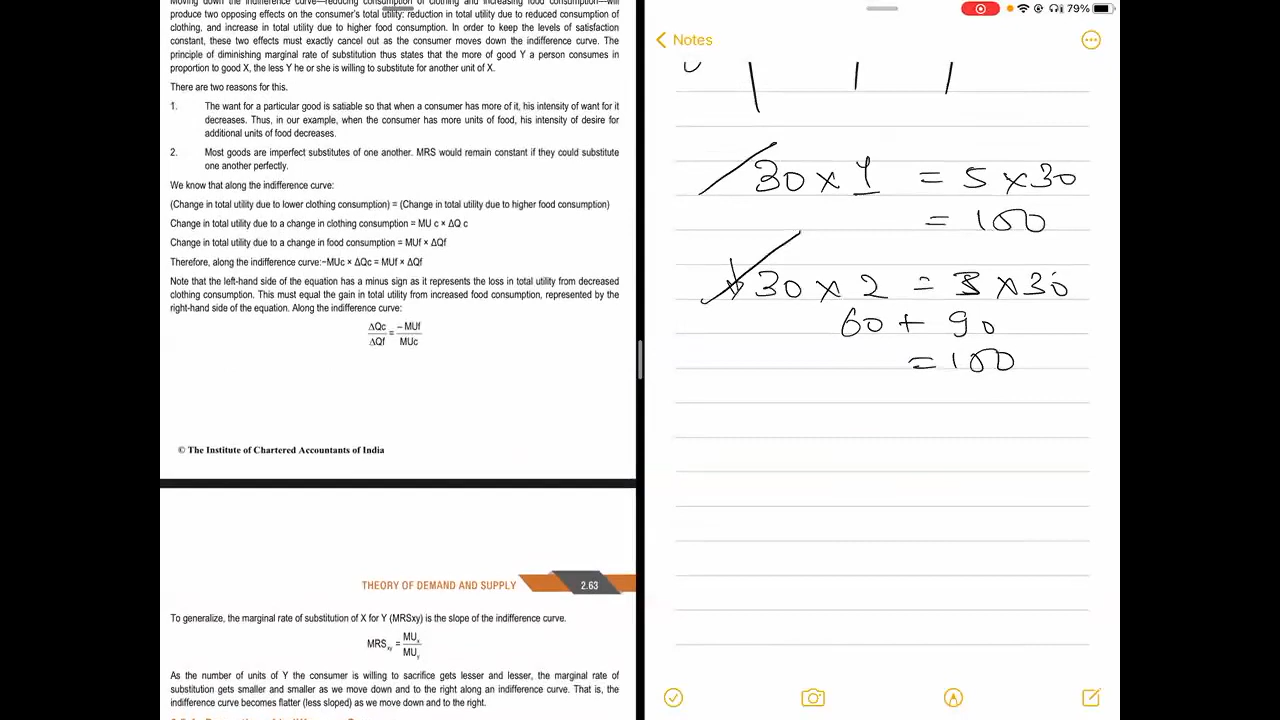 Moving down the indifference curve—reducing consumption of clothing and increasing food consumption—will
produce two opposing effects on the consumer's total utility: reduction in total utility due to reduced consumption of
clothing, and increase in total utility due to higher food consumption. In order to keep the levels of satisfaction
constant, these two effects must exactly cancel out as the consumer moves down the indifference curve. The
principle of diminishing marginal rate of substitution thus states that the more of good Y a person consumes in
proportion to good X, the less Y he or she is willing to substitute for another unit of X.
There are two reasons for this.
1. The want for a particular good is satiable so that when a consumer has more of it, his intensity of want for it
decreases. Thus, in our example, when the consumer has more units of food, his intensity of desire for
additional units of food decreases.
2. Most goods are imperfect substitutes of one another. MRS would remain constant if they could substitute
one another perfectly.
We know that along the indifference curve:
(Change in total utility due to lower clothing consumption) = (Change in total utility due to higher food consumption)
Change in total utility due to a change in clothing consumption = MU c × ΔQ c
Change in total utility due to a change in food consumption = MUf × ΔQf
Therefore, along the indifference curve:−MUc × ΔQc = MUf × ΔQf
Note that the left-hand side of the equation has a minus sign as it represents the loss in total utility from decreased
clothing consumption. This must equal the gain in total utility from increased food consumption, represented by the
right-hand side of the equation. Along the indifference curve:
ΔQc/ΔQf = − MUf/MUc
© The Institute of Chartered Accountants of India
THEORY OF DEMAND AND SUPPLY 2.63
To generalize, the marginal rate of substitution of X for Y (MRSxy) is the slope of the indifference curve.
MRSxy = MUx/MUy
As the number of units of Y the consumer is willing to sacrifice gets lesser and lesser, the marginal rate of
substitution gets smaller and smaller as we move down and to the right along an indifference curve. That is, the
indifference curve becomes flatter (less sloped) as we move down and to the right.
79%
Notes
30 × 1 = 5 × 30
= 180
30 × 2 = 3 × 30
60 + 90
= 180